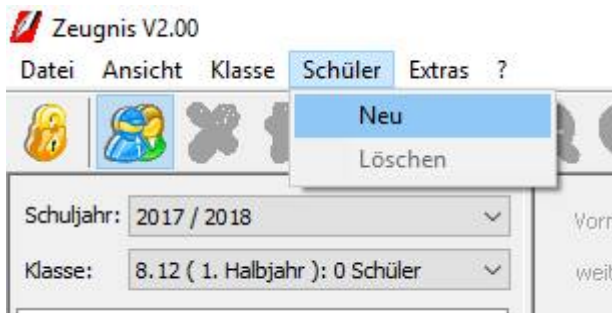 Zeugnis V2.00
Datei Ansicht Klasse Schüler Extras ?
Neu
Löschen
Schuljahr: 2017 / 2018
Klasse: 8.12 ( 1. Halbjahr ): 0 Schüler